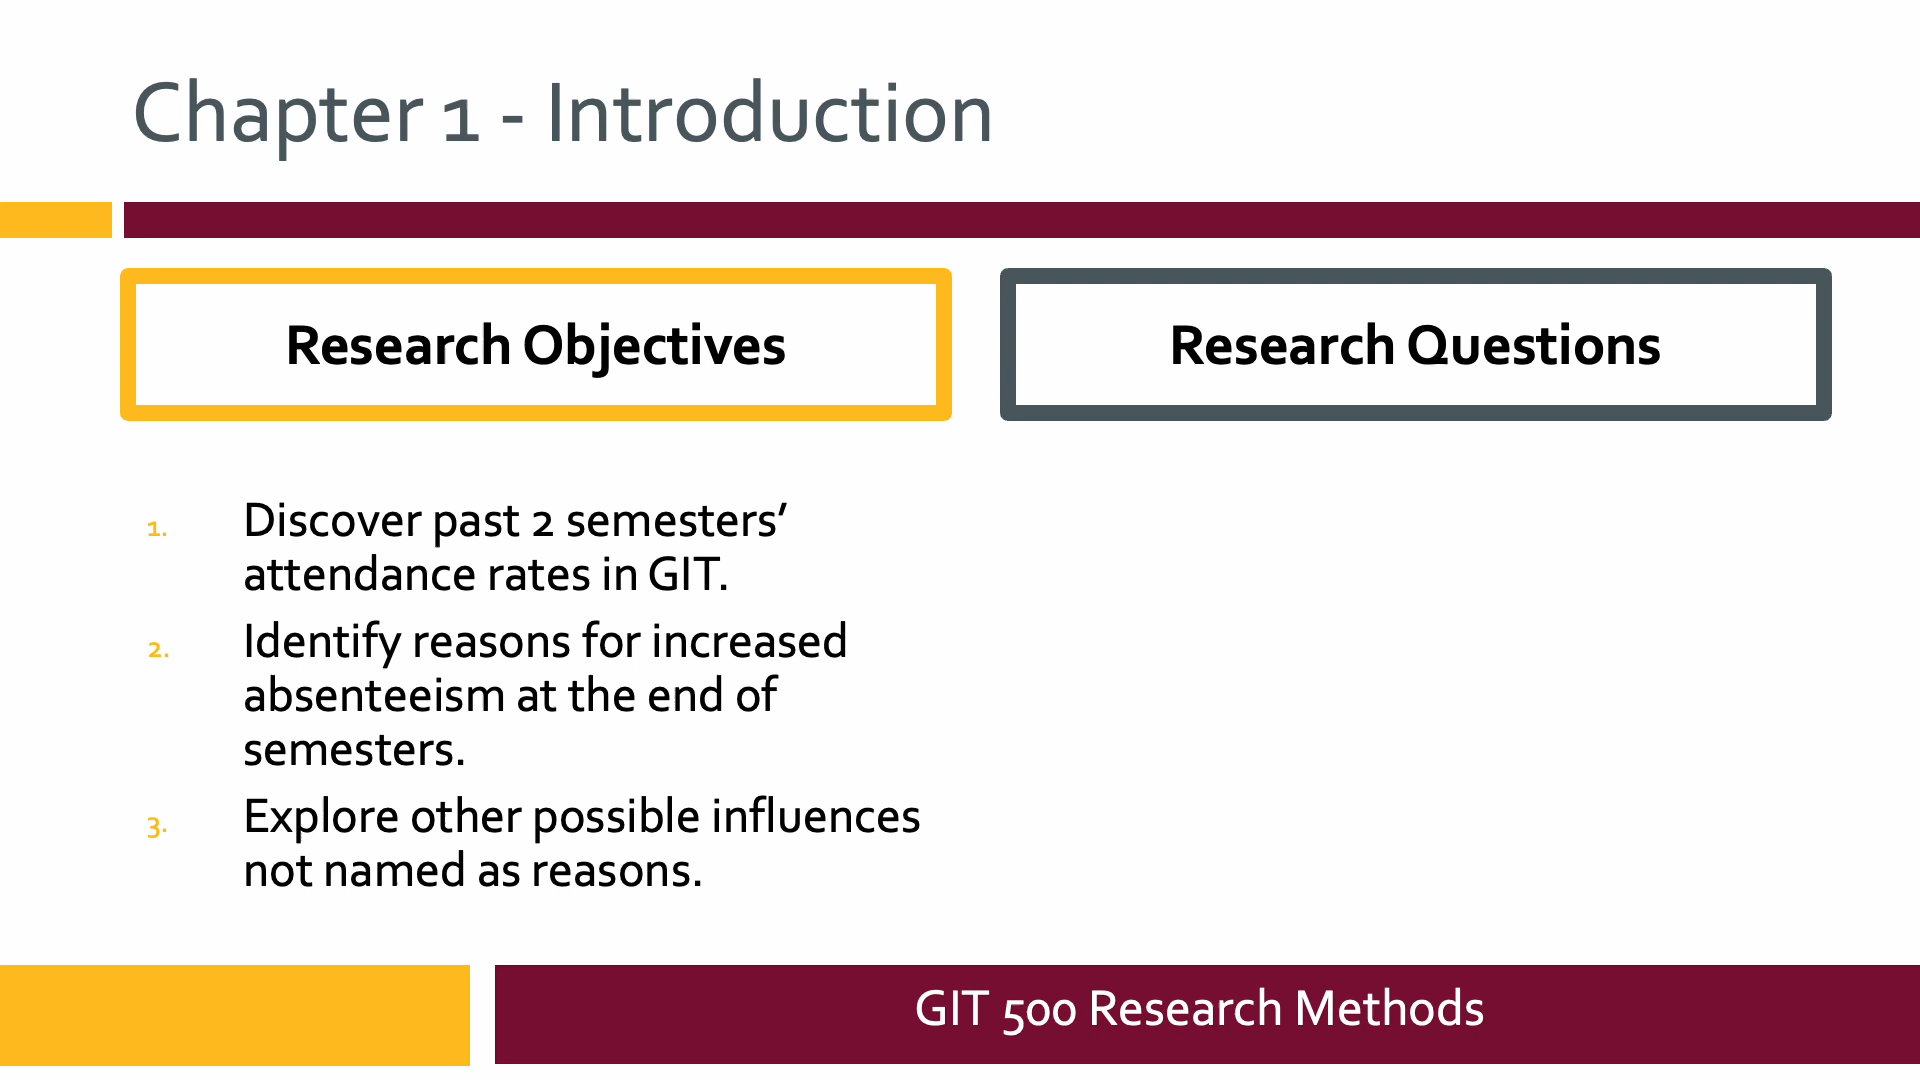 Chapter 1 - Introduction
Research Objectives
Research Questions
1. Discover past 2 semesters’
attendance rates in GIT.
2. Identify reasons for increased
absenteeism at the end of
semesters.
3. Explore other possible influences
not named as reasons.
GIT 500 Research Methods